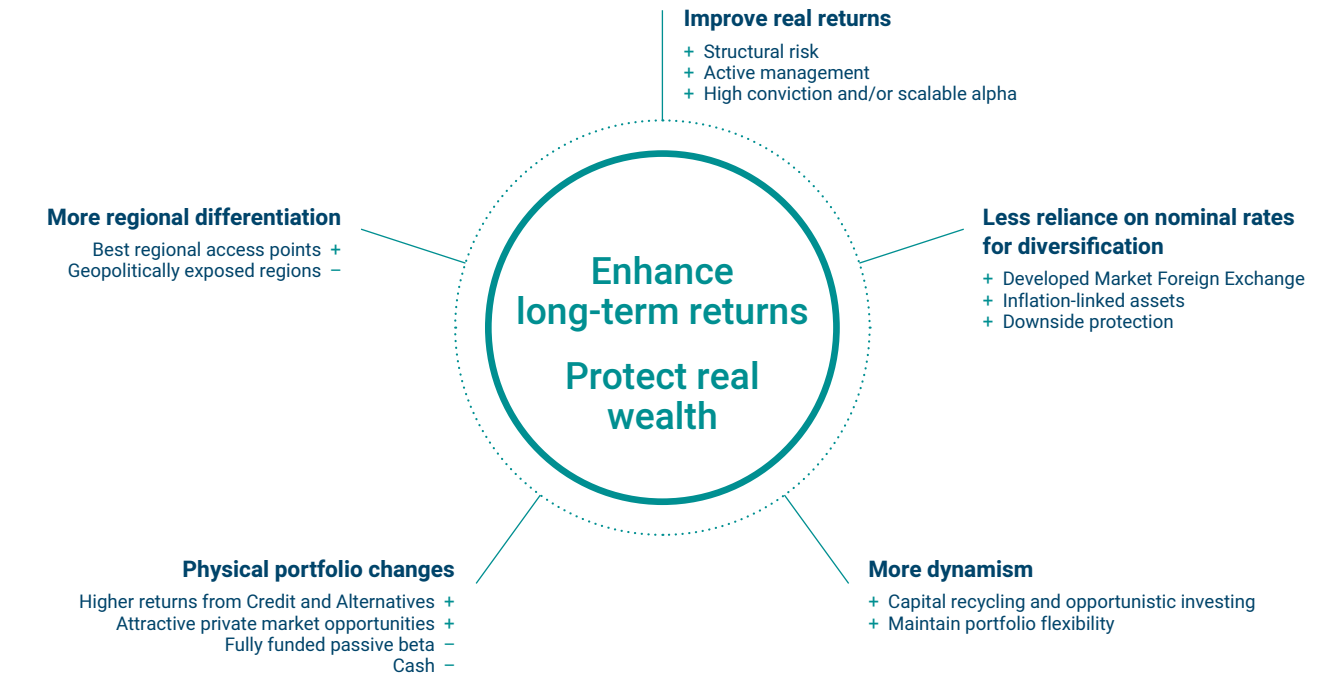 Improve real returns
+ Structural risk
+ Active management
+ High conviction and/or scalable alpha
More regional differentiation
Best regional access points +
Geopolitically exposed regions −
Less reliance on nominal rates
for diversification
+ Developed Market Foreign Exchange
+ Inflation-linked assets
+ Downside protection
Enhance
long-term returns
Protect real
wealth
Physical portfolio changes
Higher returns from Credit and Alternatives +
Attractive private market opportunities +
Fully funded passive beta −
Cash −
More dynamism
+ Capital recycling and opportunistic investing
+ Maintain portfolio flexibility